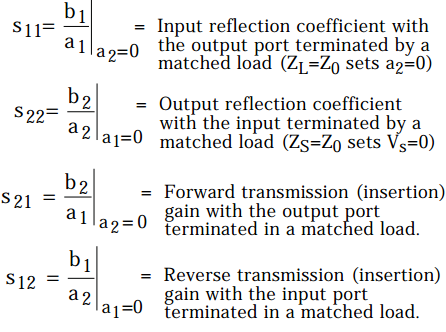 s11= b1/a1 |a2=0 = Input reflection coefficient with
the output port terminated by a
matched load (ZL=Z0 sets a2=0)
s22= b2/a2 |a1=0 = Output reflection coefficient
with the input terminated by a
matched load (ZS=Z0 sets Vs=0)
s21 = b2/a1 |a2=0 = Forward transmission (insertion)
gain with the output port
terminated in a matched load.
s12 = b1/a2 |a1=0 = Reverse transmission (insertion)
gain with the input port
terminated in a matched load.